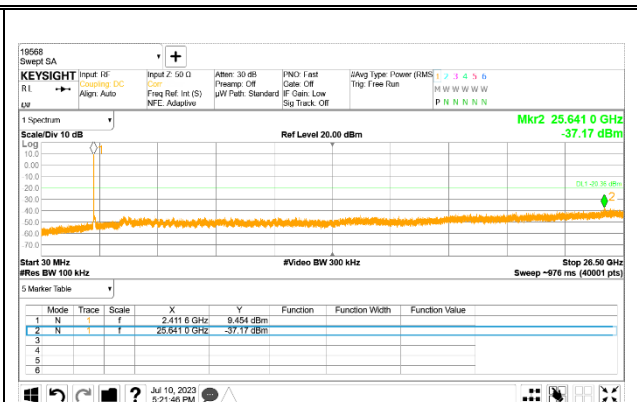 19568
Swept SA
+
KEYSIGHT Input: RF Input Z: 50 Ω Atten: 30 dB PNO: Fast #Avg Type: Power (RMS 1 2 3 4 5 6
R L Coupling: DC Corr Preamp: Off Gate: Off Trig: Free Run M W W W W W
Align: Auto Freq Ref: Int (S) µW Path: Standard IF Gain: Low
NFE: Adaptive Sig Track: Off P N N N N N
1 Spectrum Mkr2 25.641 0 GHz
Scale/Div 10 dB Ref Level 20.00 dBm -37.17 dBm
Log
10.0
0.00
10.0
20.0
30.0
40.0
50.0
60.0
-70.0
1
2
Start 30 MHz #Video BW 300 kHz Stop 26.50 GHz
#Res BW 100 kHz Sweep ~976 ms (40001 pts)
5 Marker Table
Mode Trace Scale X Y Function Function Width Function Value
1 N 1 f 2.411 6 GHz 9.454 dBm
2 N 1 f 25.641 0 GHz -37.17 dBm
3
4
5
6
? Jul 10, 2023
5:21:46 PM